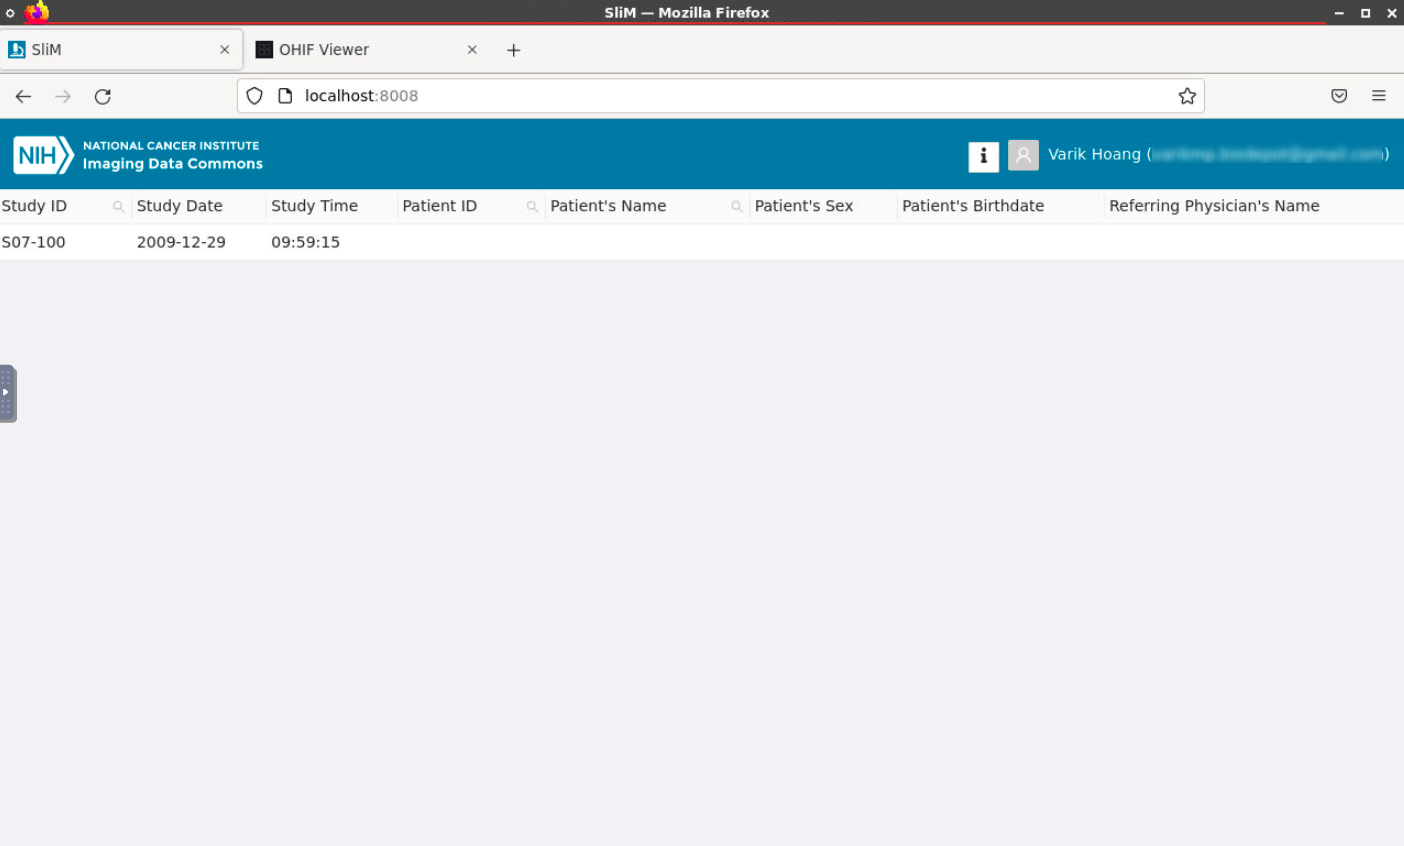 SliM — Mozilla Firefox
SliM
OHIF Viewer
localhost:8008
NIH
NATIONAL CANCER INSTITUTE
Imaging Data Commons
i
Varik Hoang (
)
Study ID Study Date Study Time Patient ID Patient's Name Patient's Sex Patient's Birthdate Referring Physician's Name
S07-100 2009-12-29 09:59:15